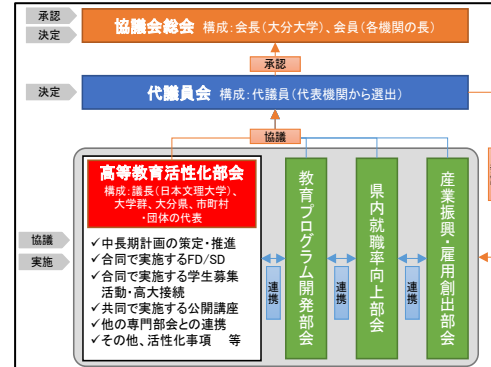 承認
決定
協議会総会 構成:会長(大分大学)、会員(各機関の長)
承認
決定
代議員会 構成:代議員(代表機関から選出)
協議
高等教育活性化部会
構成:議長(日本文理大学)、
大学群、大分県、市町村
・団体の代表
協議
実施
✓中長期計画の策定・推進
✓合同で実施するFD/SD
✓合同で実施する学生募集
活動・高大接続
✓共同で実施する公開講座
✓他の専門部会との連携
✓その他、活性化事項 等
連携
教育プログラム開発部会
連携
県内就職率向上部会
連携
産業振興・雇用創出部会